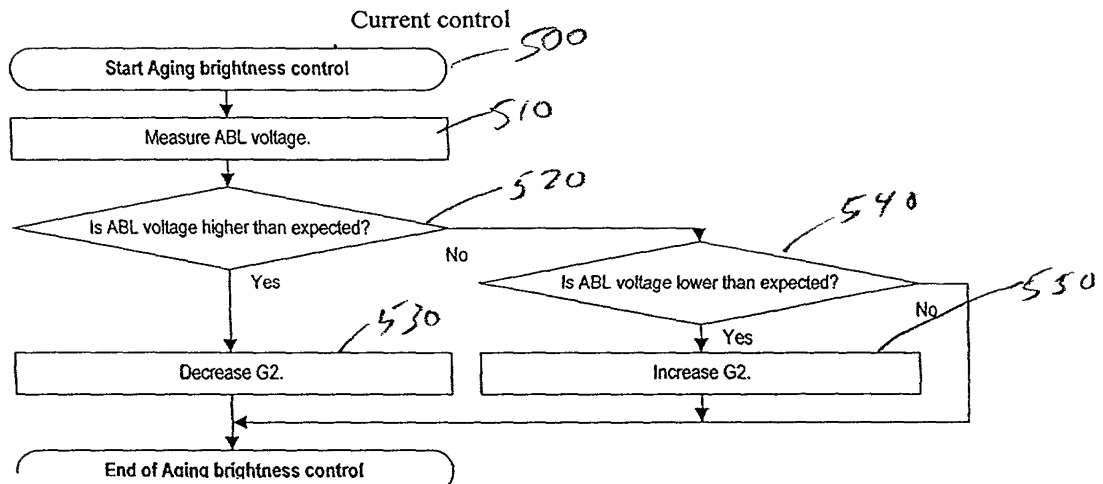 Current control
500
Start Aging brightness control
510
Measure ABL voltage.
520
Is ABL voltage higher than expected?
540
No
Is ABL voltage lower than expected?
550
Yes
No
530
Yes
Decrease G2.
Increase G2.
End of Aging brightness control